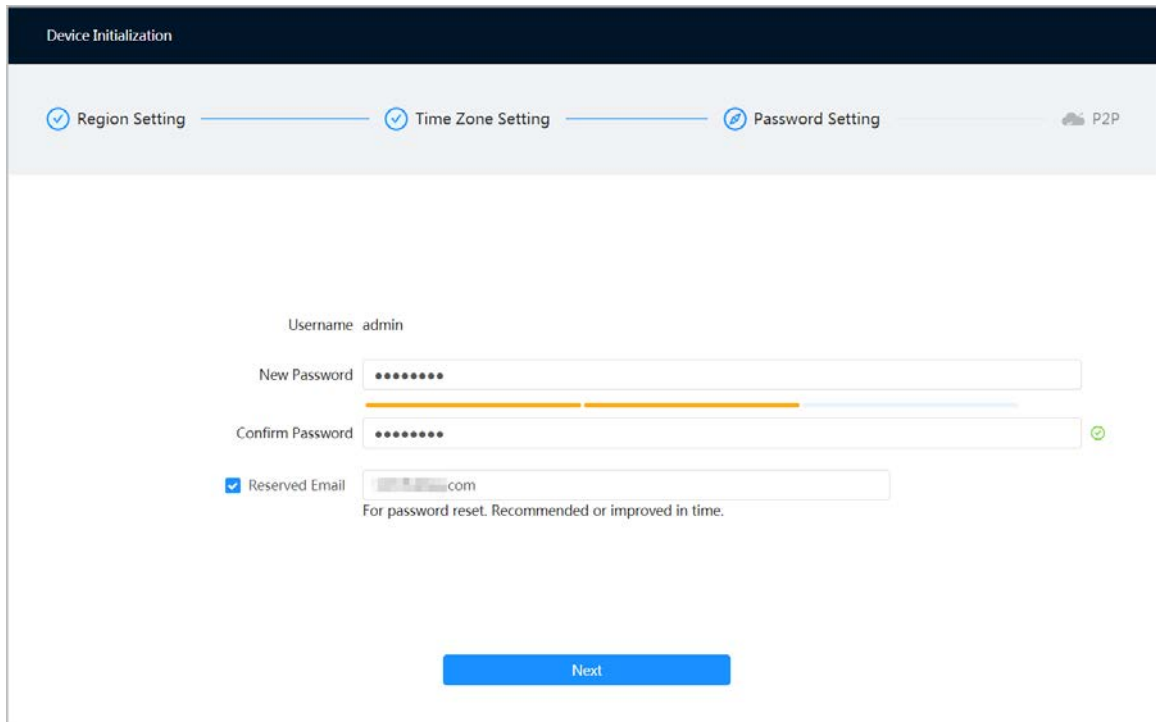 Device Initialization
Region Setting Time Zone Setting Password Setting P2P
Username admin
New Password ••••••••
Confirm Password ••••••••
Reserved Email com
For password reset. Recommended or improved in time.
Next